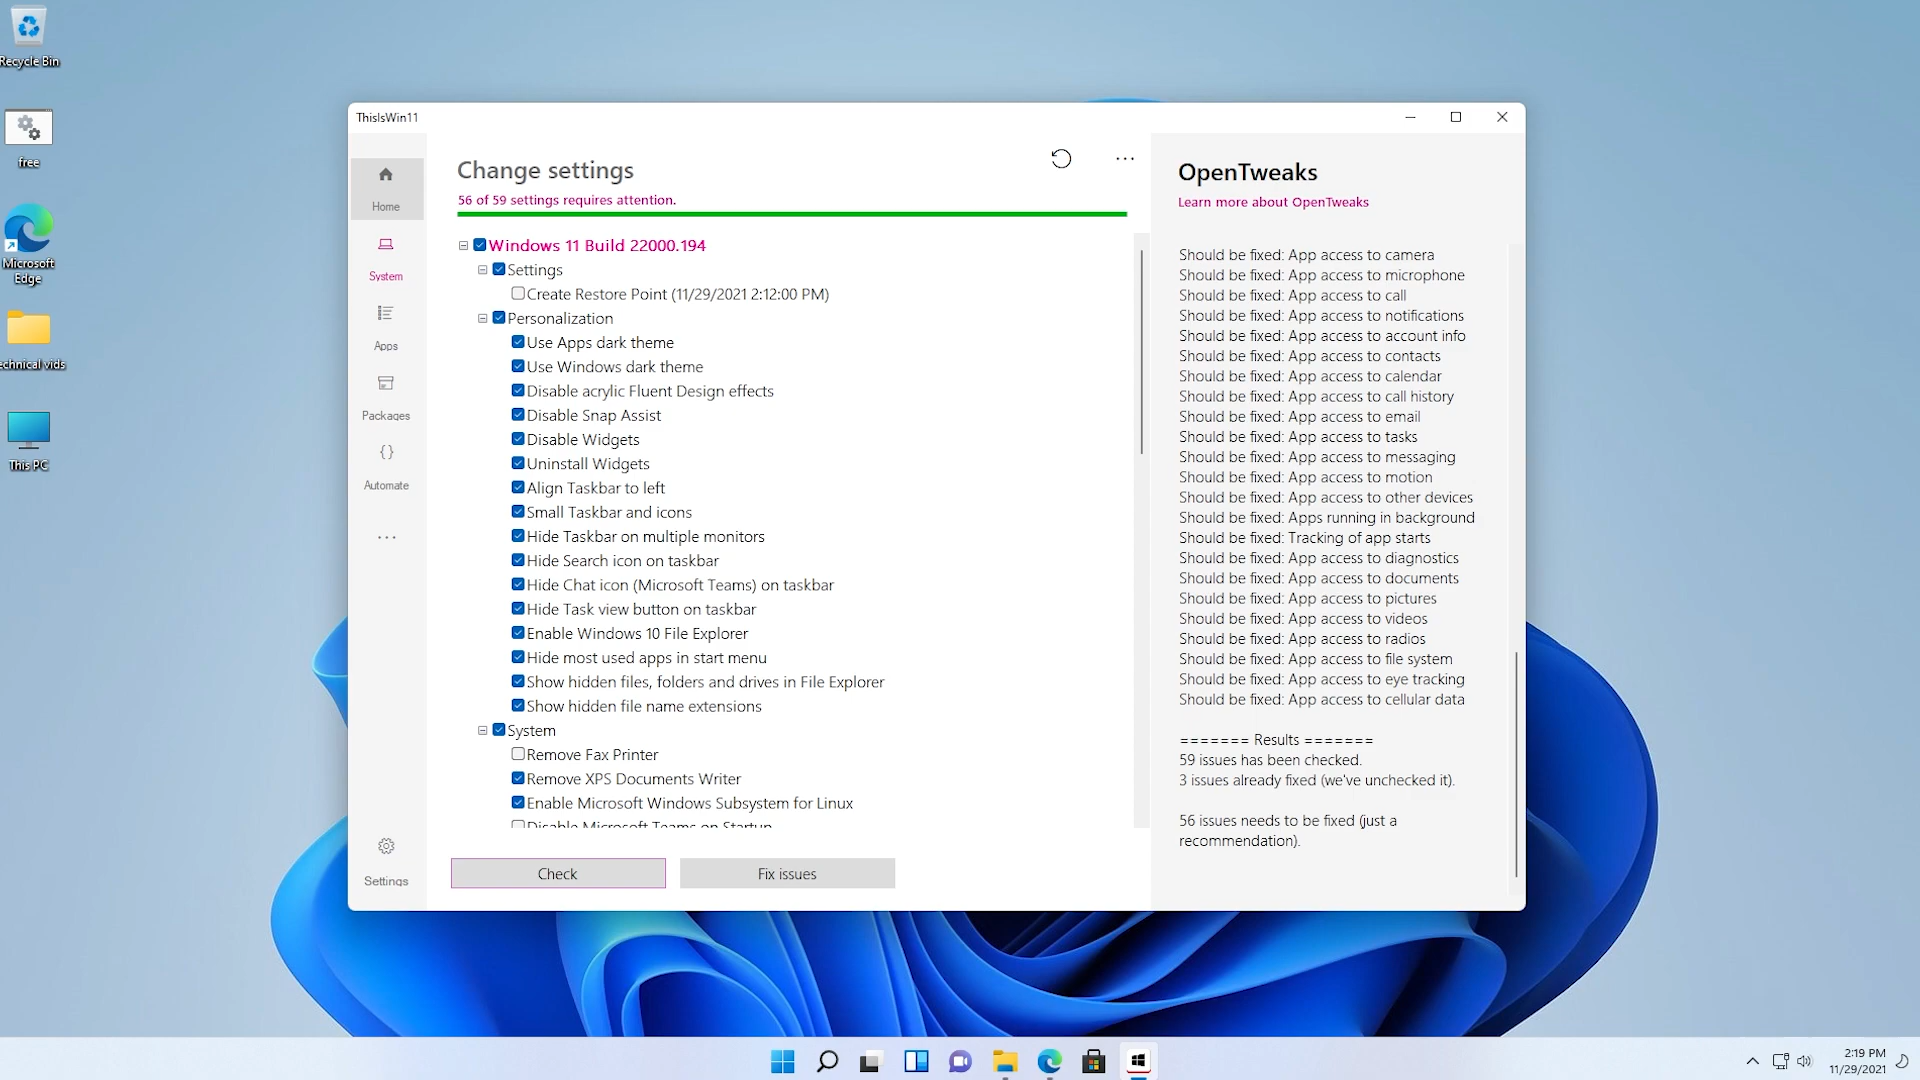 Recycle Bin
free
Microsoft
Edge
echnical vids
This PC
ThisIsWin11
Home
System
Apps
Packages
Automate
Settings
Change settings
56 of 59 settings requires attention.
Windows 11 Build 22000.194
Settings
Create Restore Point (11/29/2021 2:12:00 PM)
Personalization
Use Apps dark theme
Use Windows dark theme
Disable acrylic Fluent Design effects
Disable Snap Assist
Disable Widgets
Uninstall Widgets
Align Taskbar to left
Small Taskbar and icons
Hide Taskbar on multiple monitors
Hide Search icon on taskbar
Hide Chat icon (Microsoft Teams) on taskbar
Hide Task view button on taskbar
Enable Windows 10 File Explorer
Hide most used apps in start menu
Show hidden files, folders and drives in File Explorer
Show hidden file name extensions
System
Remove Fax Printer
Remove XPS Documents Writer
Enable Microsoft Windows Subsystem for Linux
Disable Microsoft Teams on Startup
Check
Fix issues
OpenTweaks
Learn more about OpenTweaks
Should be fixed: App access to camera
Should be fixed: App access to microphone
Should be fixed: App access to call
Should be fixed: App access to notifications
Should be fixed: App access to account info
Should be fixed: App access to contacts
Should be fixed: App access to calendar
Should be fixed: App access to call history
Should be fixed: App access to email
Should be fixed: App access to tasks
Should be fixed: App access to messaging
Should be fixed: App access to motion
Should be fixed: App access to other devices
Should be fixed: Apps running in background
Should be fixed: Tracking of app starts
Should be fixed: App access to diagnostics
Should be fixed: App access to documents
Should be fixed: App access to pictures
Should be fixed: App access to videos
Should be fixed: App access to radios
Should be fixed: App access to file system
Should be fixed: App access to eye tracking
Should be fixed: App access to cellular data
======= Results =======
59 issues has been checked.
3 issues already fixed (we've unchecked it).
56 issues needs to be fixed (just a
recommendation).
2:19 PM
11/29/2021